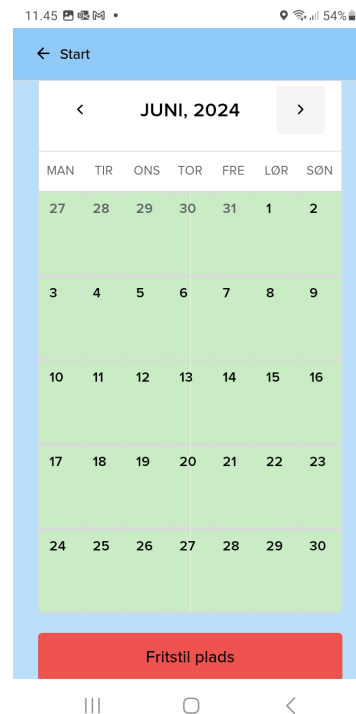 11.45 54%
Start
JUNI, 2024
MAN TIR ONS TOR FRE LØR SØN
27 28 29 30 31 1 2
3 4 5 6 7 8 9
10 11 12 13 14 15 16
17 18 19 20 21 22 23
24 25 26 27 28 29 30
Fritstil plads